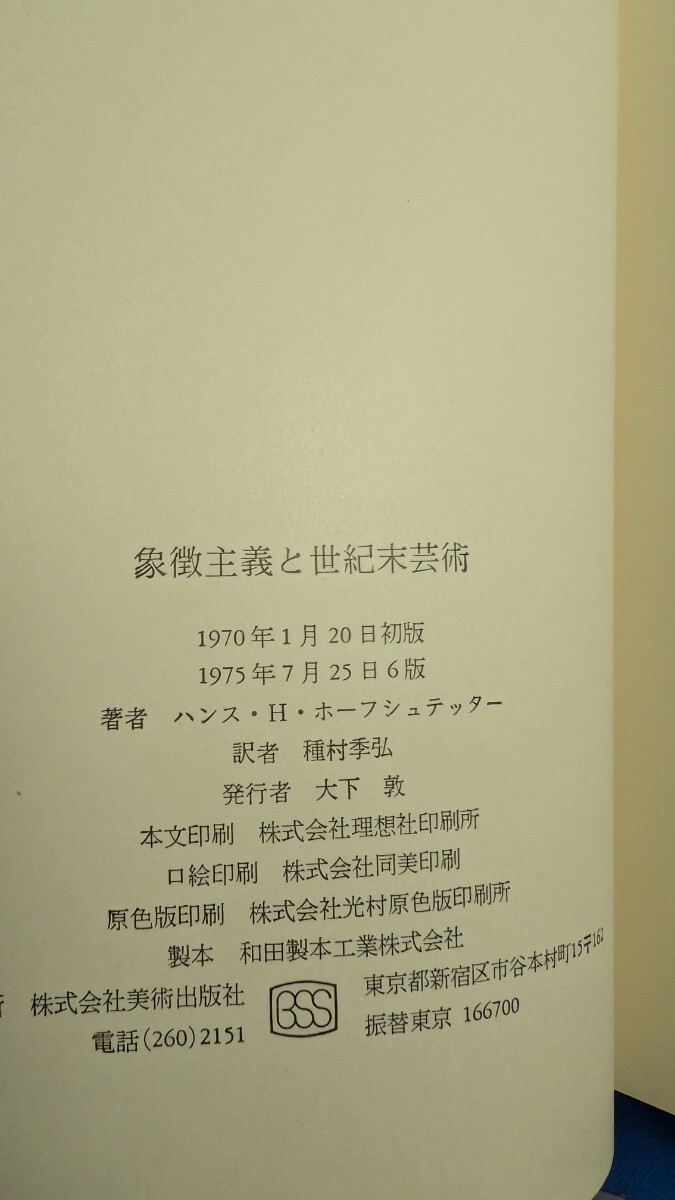 象徴主義と世紀末芸術
1970年1月20日初版
1975年7月25日6版
著者　ハンス・H・ホーフシュテッター
訳者　種村季弘
発行者　大下　敦
本文印刷　株式会社理想社印刷所
口絵印刷　株式会社同美印刷
原色版印刷　株式会社光村原色版印刷所
製本　和田製本工業株式会社
所　株式会社美術出版社
電話(260)2151
BSS
東京都新宿区市谷本村町15〒162
振替東京 166700